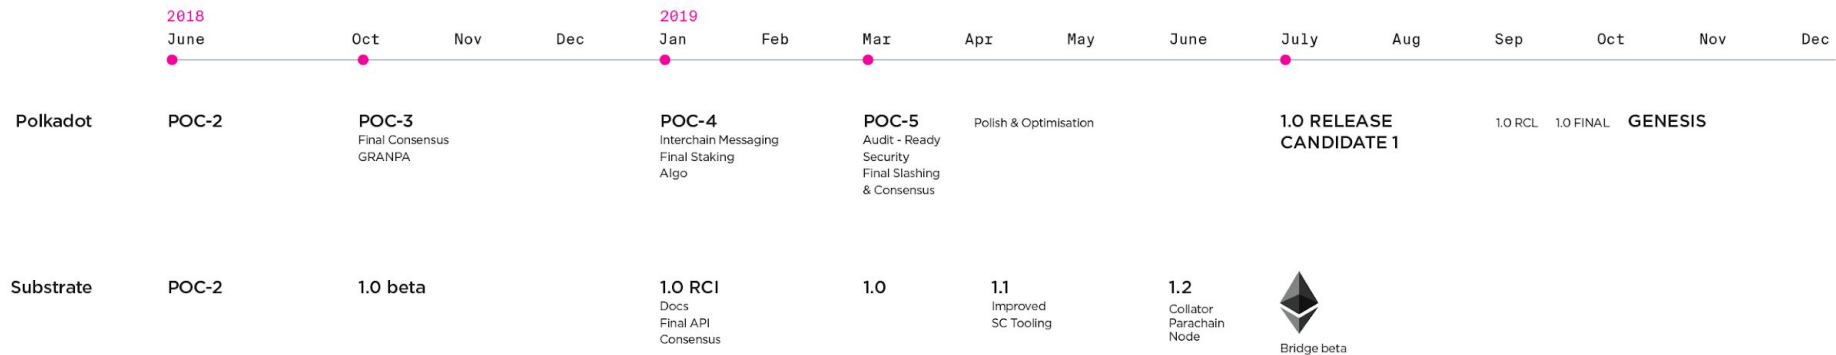 2018
2019
June
Oct
Nov
Dec
Jan
Feb
Mar
Apr
May
June
July
Aug
Sep
Oct
Nov
Dec
Polkadot
POC-2
POC-3
Final Consensus
GRANPA
POC-4
Interchain Messaging
Final Staking
Algo
POC-5
Audit - Ready
Security
Final Slashing
& Consensus
Polish & Optimisation
1.0 RELEASE
CANDIDATE 1
1.0 RCL
1.0 FINAL
GENESIS
Substrate
POC-2
1.0 beta
1.0 RCI
Docs
Final API
Consensus
1.0
1.1
Improved
SC Tooling
1.2
Collator
Parachain
Node
Bridge beta